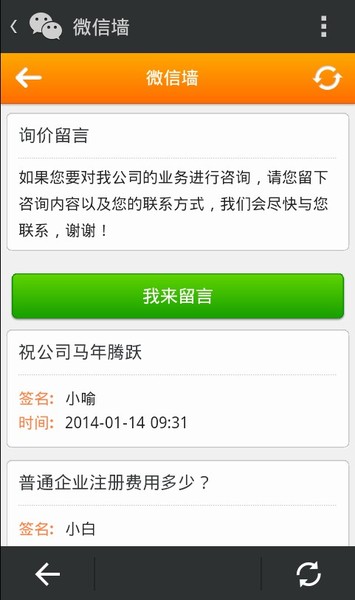 微信墙
微信墙
询价留言
如果您要对我公司的业务进行咨询，请您留下
咨询内容以及您的联系方式，我们会尽快与您
联系，谢谢！
我来留言
祝公司马年腾跃
签名: 小喻
时间: 2014-01-14 09:31
普通企业注册费用多少？
签名: 小白